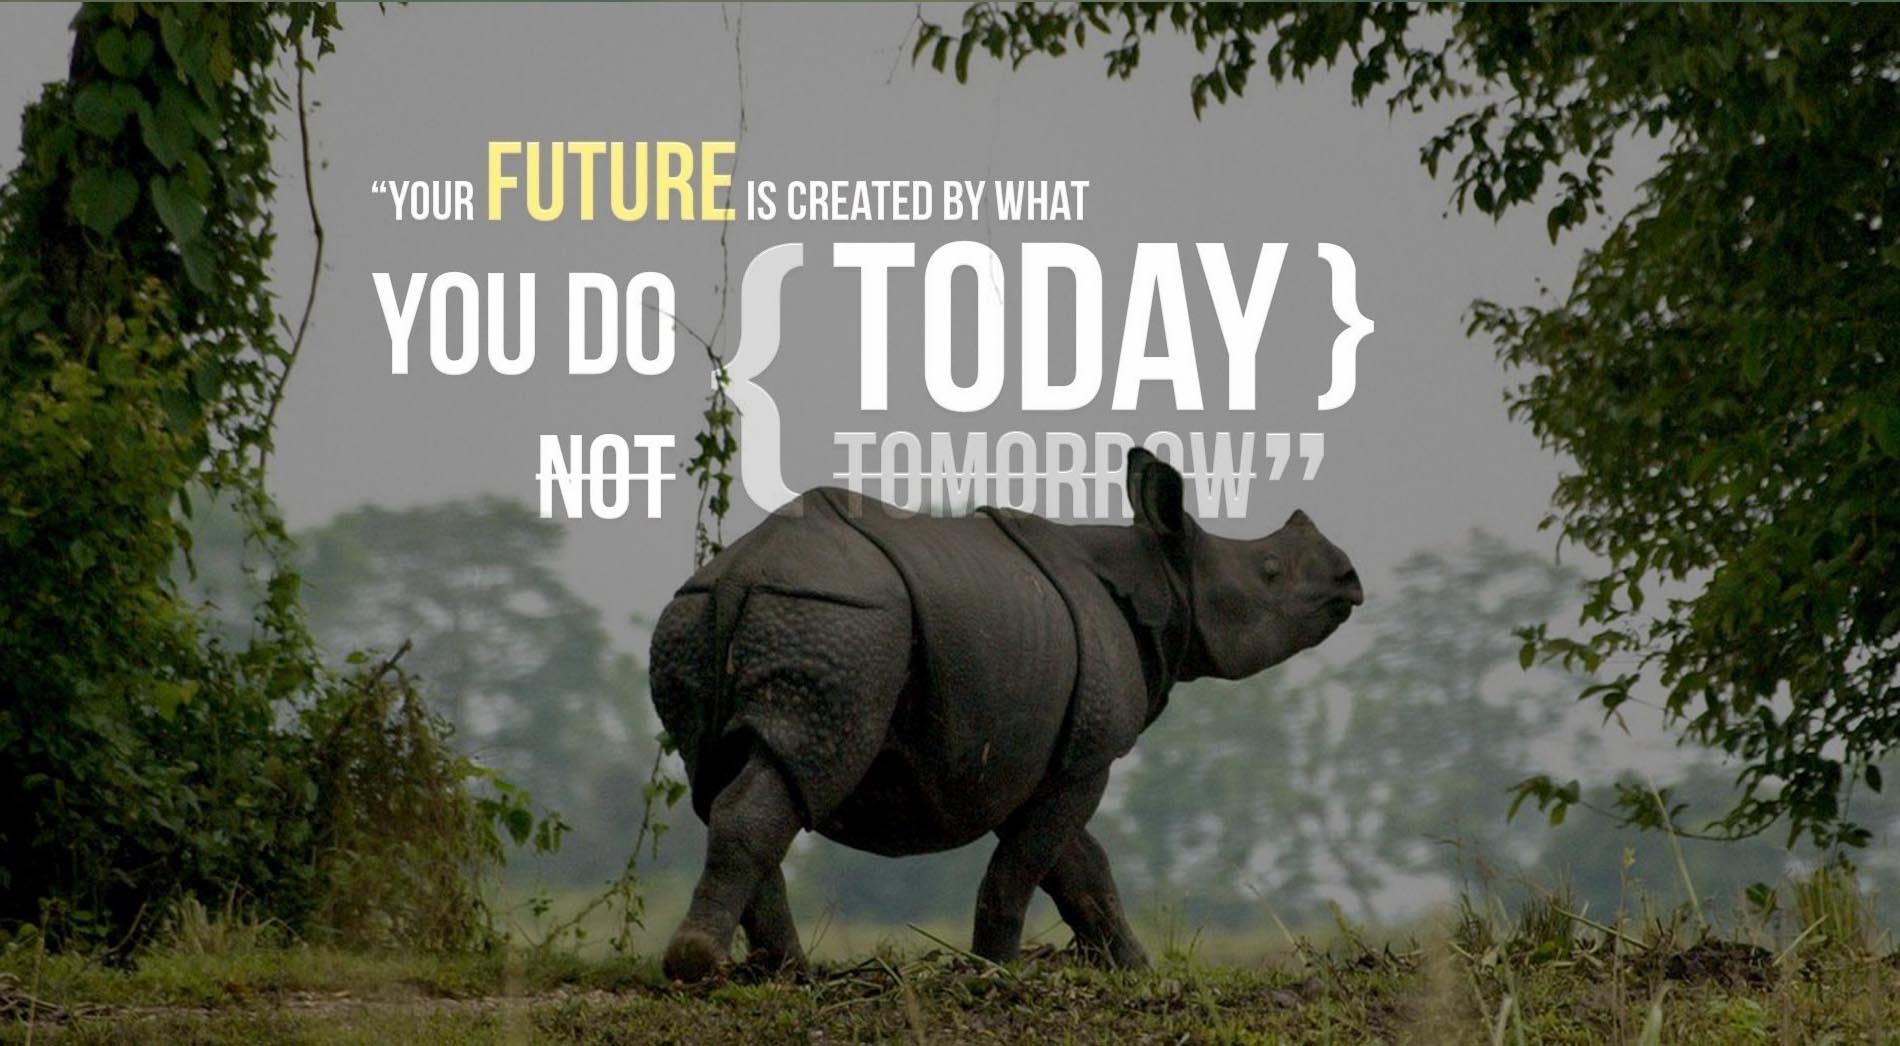 “YOUR FUTURE IS CREATED BY WHAT
YOU DO { TODAY }
NOT TOMORROW”